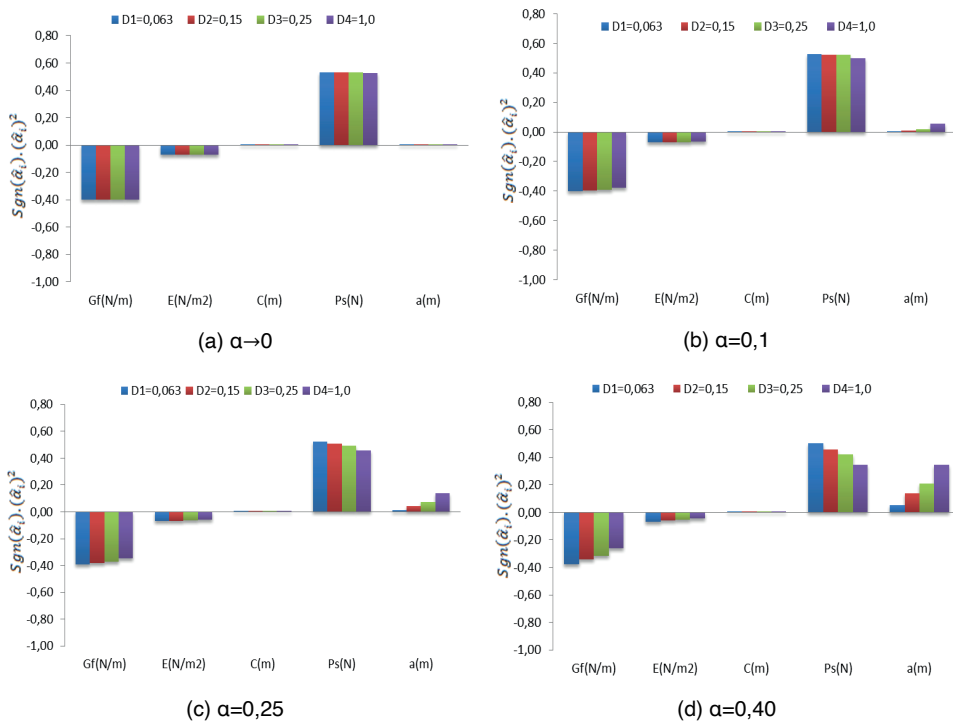 D1=0,063 D2=0,15 D3=0,25 D4=1,0
0,80
0,60
0,40
0,20
0,00
-0,20
-0,40
-0,60
-0,80
-1,00
Sgn(α̂ᵢ).(α̂ᵢ)²
Gf(N/m) E(N/m2) C(m) Ps(N) a(m)
(a) α→0
D1=0,063 D2=0,15 D3=0,25 D4=1,0
0,80
0,60
0,40
0,20
0,00
-0,20
-0,40
-0,60
-0,80
-1,00
Sgn(α̂ᵢ).(α̂ᵢ)²
Gf(N/m) E(N/m2) C(m) Ps(N) a(m)
(b) α=0,1
D1=0,063 D2=0,15 D3=0,25 D4=1,0
0,80
0,60
0,40
0,20
0,00
-0,20
-0,40
-0,60
-0,80
-1,00
Sgn(α̂ᵢ).(α̂ᵢ)²
Gf(N/m) E(N/m2) C(m) Ps(N) a(m)
(c) α=0,25
D1=0,063 D2=0,15 D3=0,25 D4=1,0
0,80
0,60
0,40
0,20
0,00
-0,20
-0,40
-0,60
-0,80
-1,00
Sgn(α̂ᵢ).(α̂ᵢ)²
Gf(N/m) E(N/m2) C(m) Ps(N) a(m)
(d) α=0,40